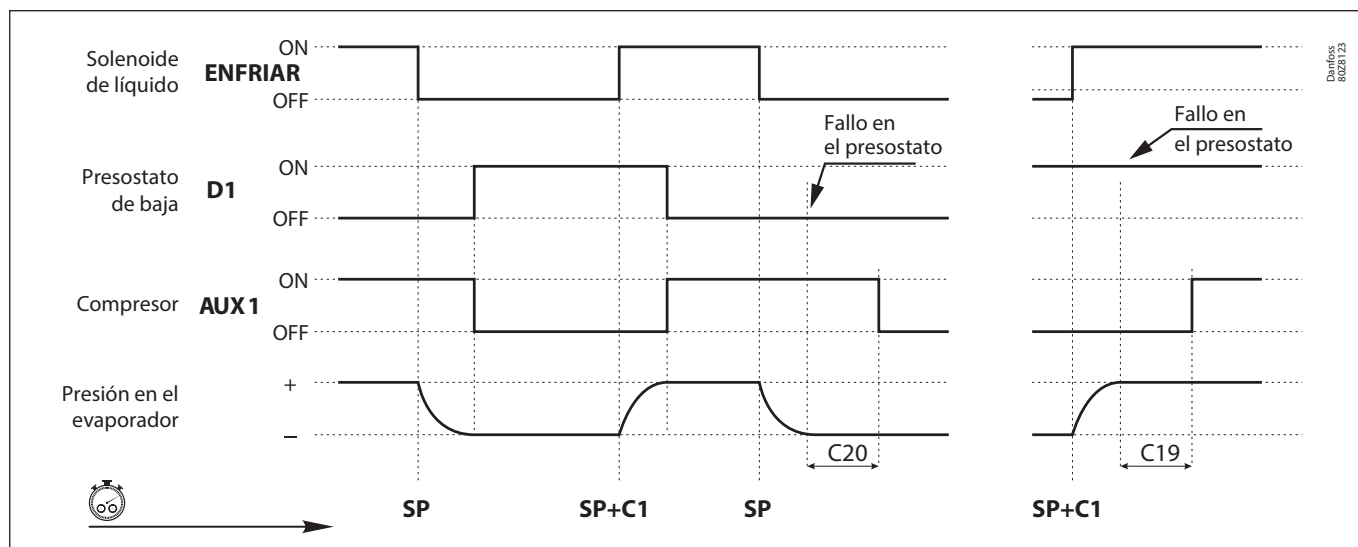 Danfoss
80Z8123
Solenoide
de líquido
ENFRIAR
ON
OFF
Fallo en
el presostato
Fallo en
el presostato
Presostato
de baja
D1
ON
OFF
Compresor
AUX 1
ON
OFF
Presión en el
evaporador
+
–
C20
C19
SP
SP+C1
SP
SP+C1